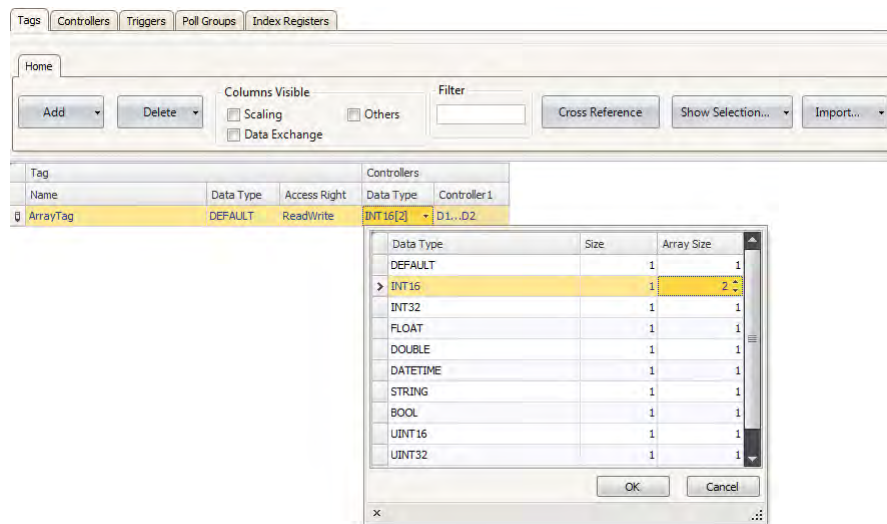 Tags Controllers Triggers Poll Groups Index Registers
Home
Columns Visible Filter
Add Delete Scaling Others Cross Reference Show Selection... Import...
Data Exchange
Tag Controllers
Name Data Type Access Right Data Type Controller1
ArrayTag DEFAULT ReadWrite INT16[2] D1...D2
Data Type Size Array Size
DEFAULT 1 1
INT16 1 2
INT32 1 1
FLOAT 1 1
DOUBLE 1 1
DATETIME 1 1
STRING 1 1
BOOL 1 1
UINT16 1 1
UINT32 1 1
OK Cancel